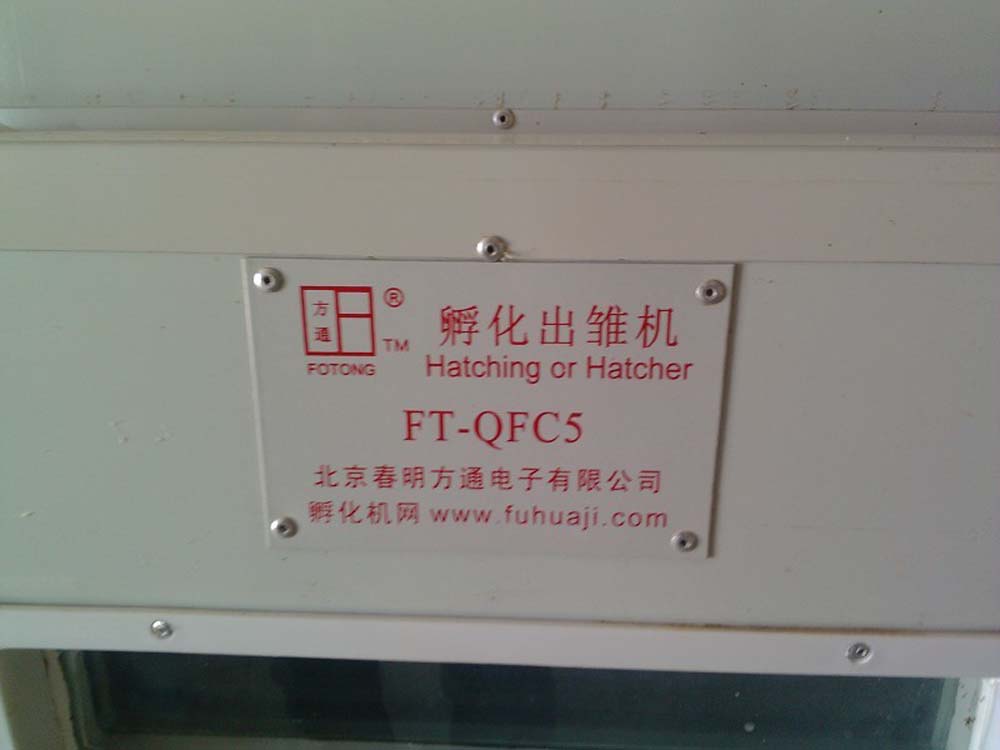 方通
®
TM
FOTONG
孵化出雏机
Hatching or Hatcher
FT-QFC5
北京春明方通电子有限公司
孵化机网 www.fuhuaji.com